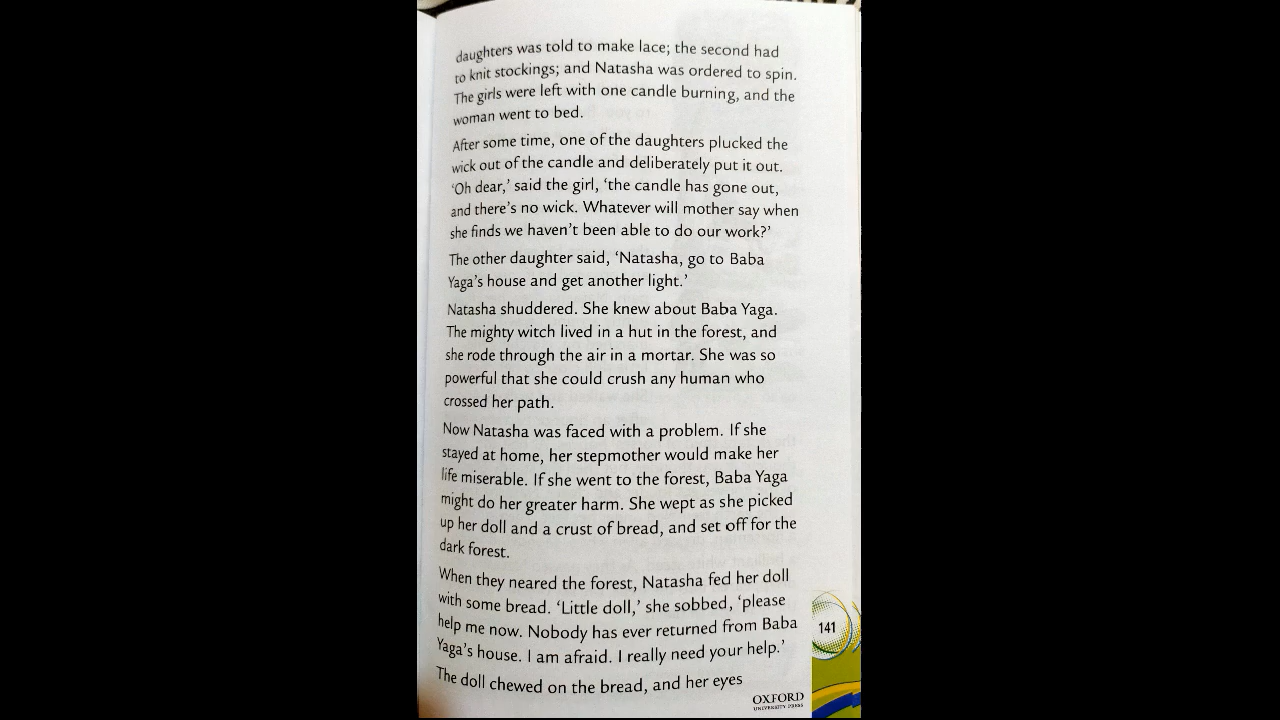 daughters was told to make lace; the second had
to knit stockings; and Natasha was ordered to spin.
The girls were left with one candle burning, and the
woman went to bed.
After some time, one of the daughters plucked the
wick out of the candle and deliberately put it out.
‘Oh dear,’ said the girl, ‘the candle has gone out,
and there’s no wick. Whatever will mother say when
she finds we haven’t been able to do our work?’
The other daughter said, ‘Natasha, go to Baba
Yaga’s house and get another light.’
Natasha shuddered. She knew about Baba Yaga.
The mighty witch lived in a hut in the forest, and
she rode through the air in a mortar. She was so
powerful that she could crush any human who
crossed her path.
Now Natasha was faced with a problem. If she
stayed at home, her stepmother would make her
life miserable. If she went to the forest, Baba Yaga
might do her greater harm. She wept as she picked
up her doll and a crust of bread, and set off for the
dark forest.
When they neared the forest, Natasha fed her doll
with some bread. ‘Little doll,’ she sobbed, ‘please
help me now. Nobody has ever returned from Baba
Yaga’s house. I am afraid. I really need your help.’
The doll chewed on the bread, and her eyes
141
OXFORD
UNIVERSITY PRESS